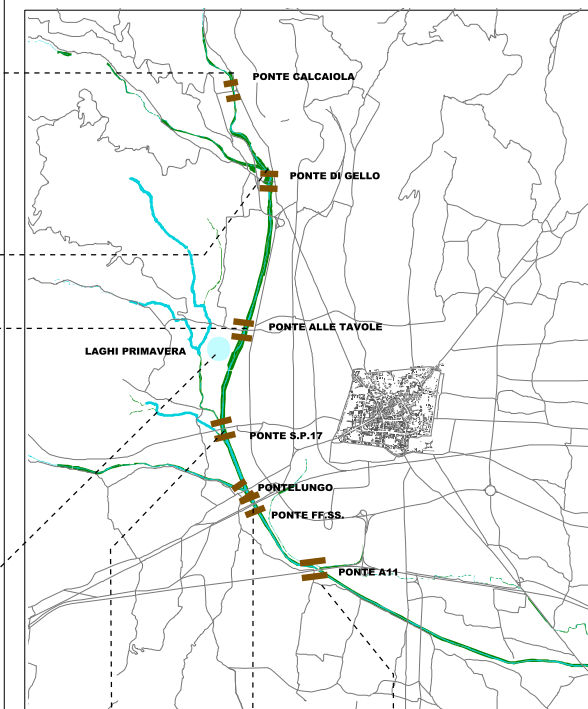 PONTE CALCAIOLA
PONTE DI GELLO
PONTE ALLE TAVOLE
LAGHI PRIMAVERA
PONTE S.P.17
PONTELUNGO
PONTE FF.SS.
PONTE A11